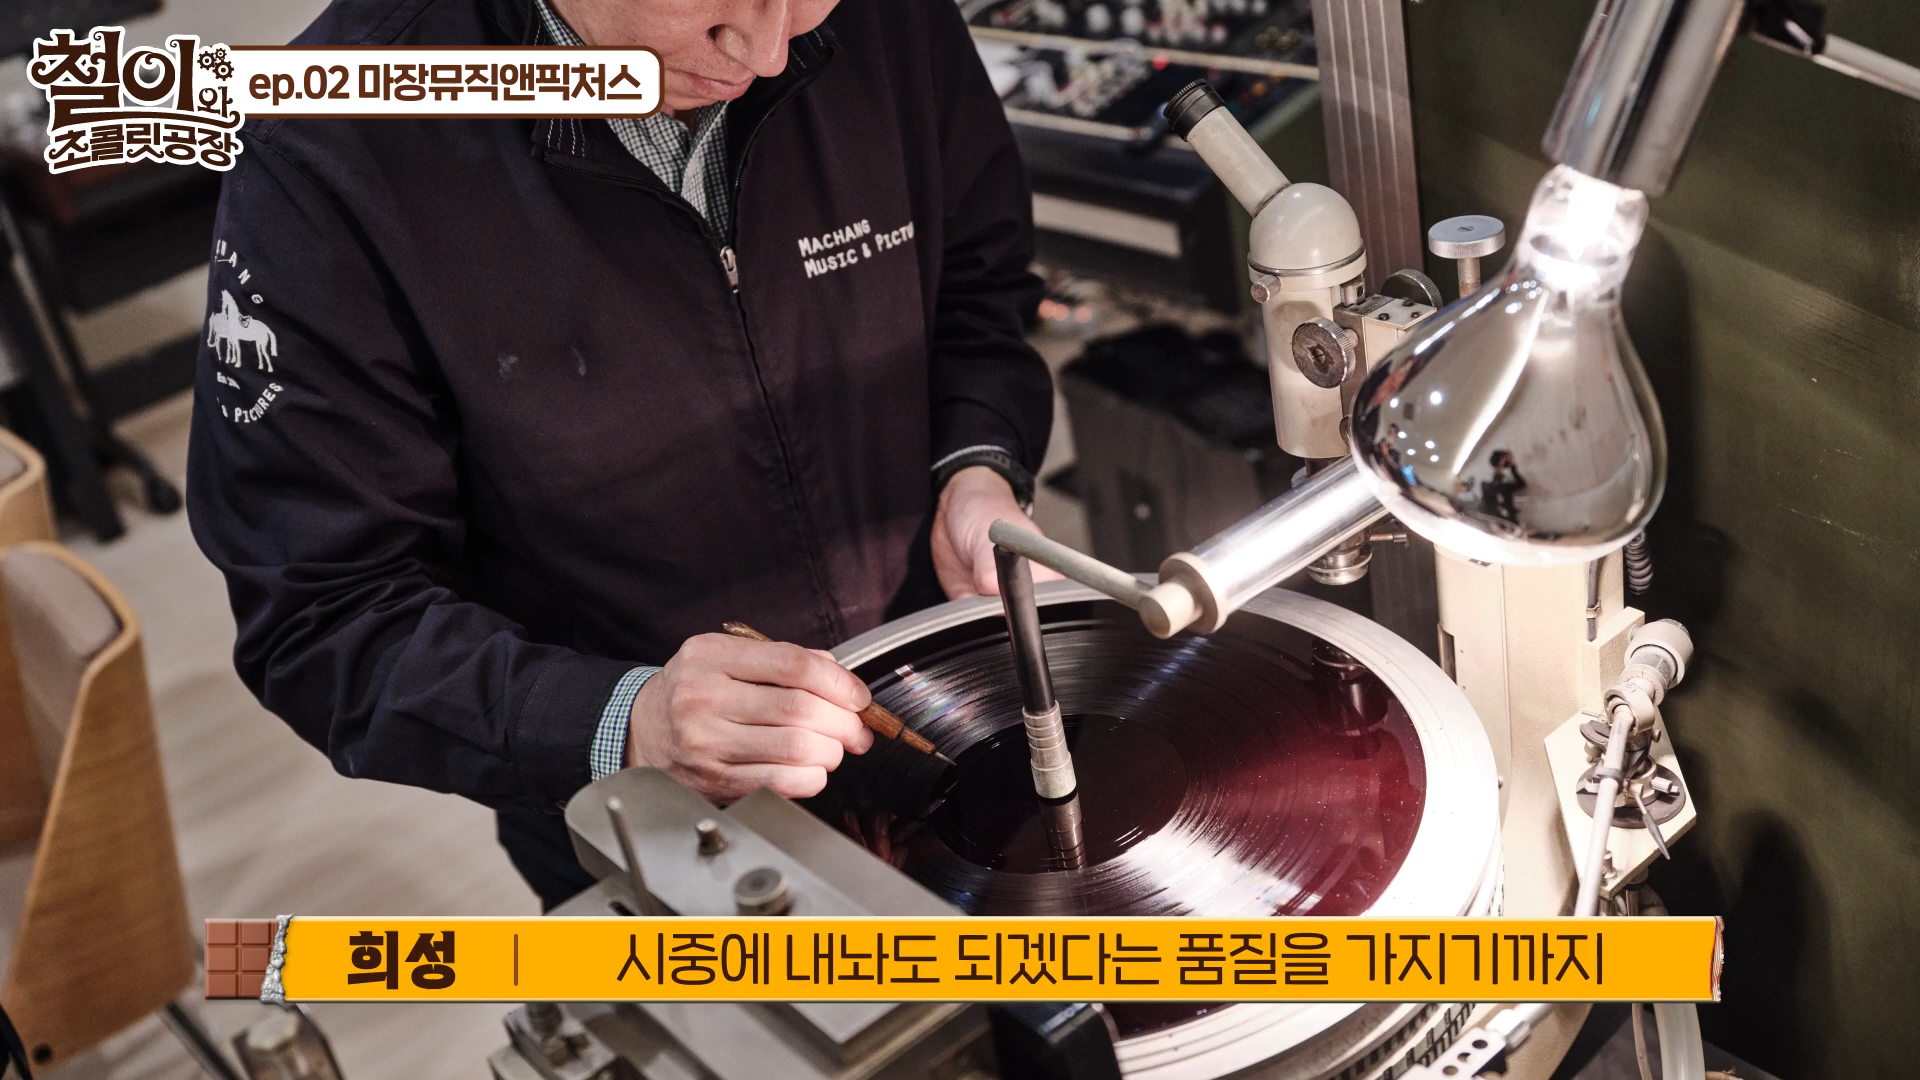 철이와
초콜릿공장
ep.02 마장뮤직앤픽처스
MACHANG
MUSIC & PICTU
& PICTURES
희성
시중에 내놔도 되겠다는 품질을 가지기까지